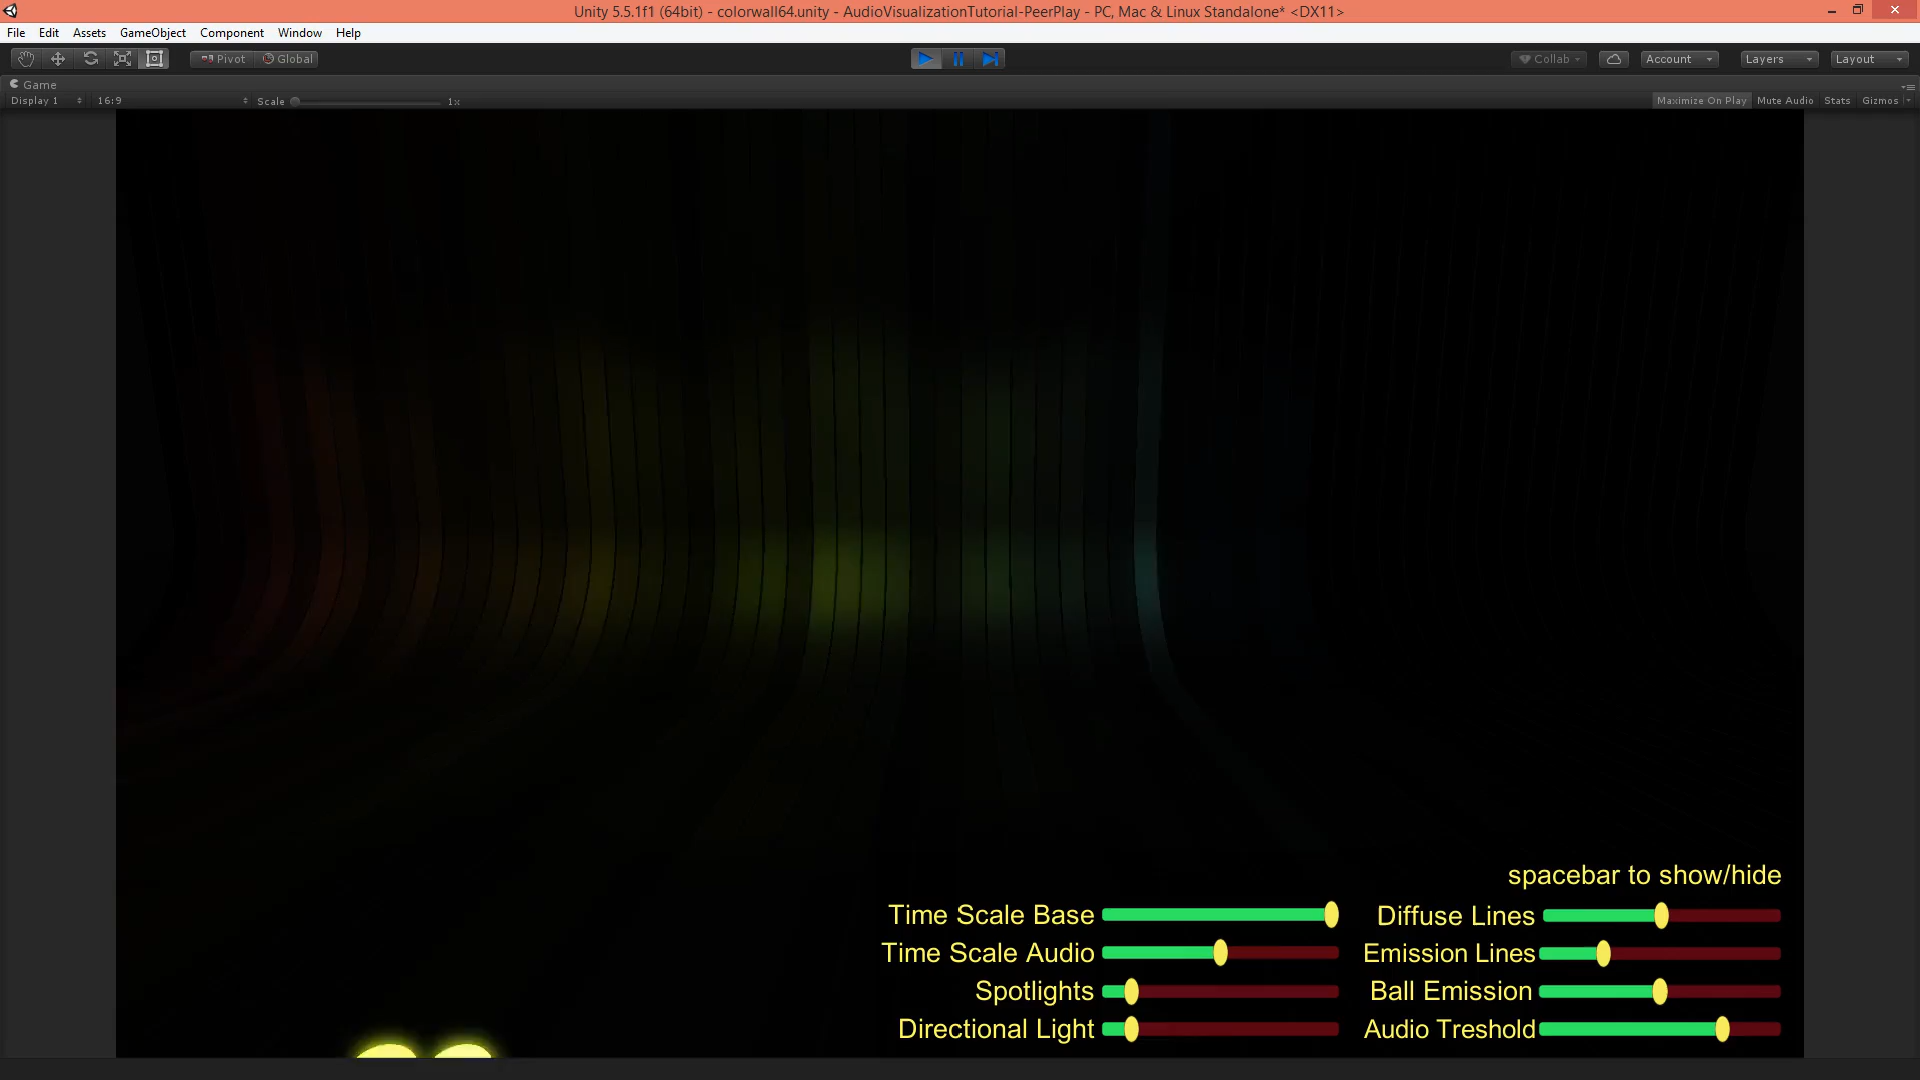 Unity 5.5.1f1 (64bit) - colorwall64.unity - AudioVisualizationTutorial-PeerPlay - PC, Mac & Linux Standalone* <DX11>
File Edit Assets GameObject Component Window Help
Pivot Global Collab Account Layers Layout
Game
Display 1 16:9 Scale 1x Maximize On Play Mute Audio Stats Gizmos
spacebar to show/hide
Time Scale Base Diffuse Lines
Time Scale Audio Emission Lines
Spotlights Ball Emission
Directional Light Audio Treshold